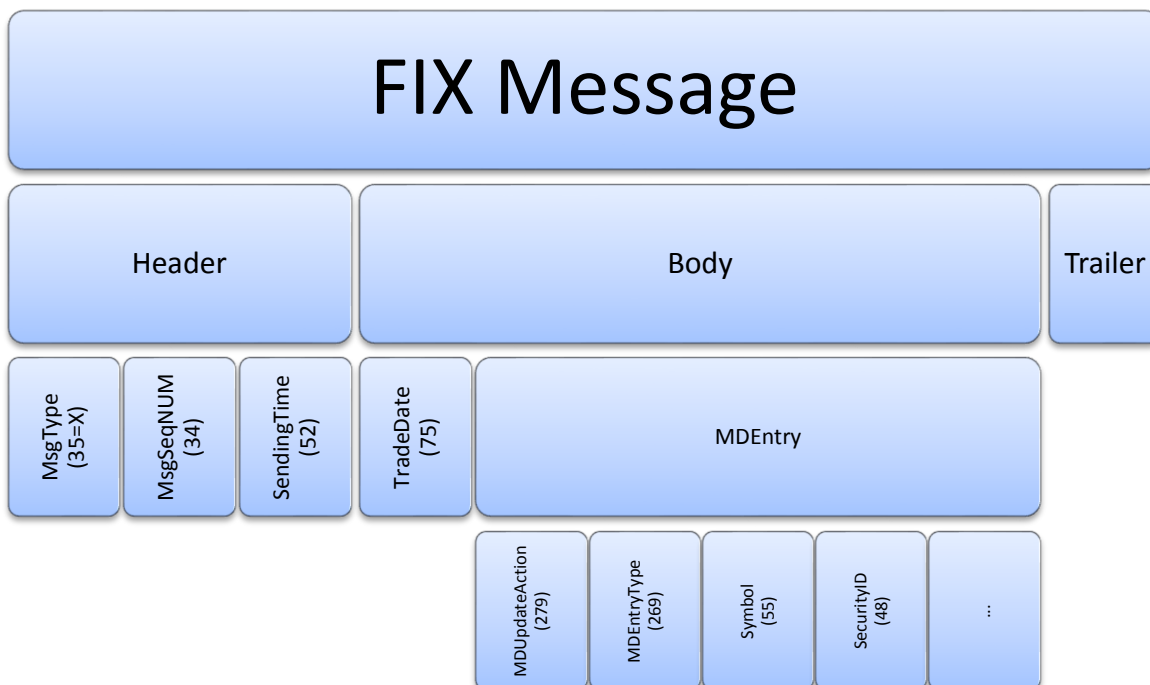 FIX Message
Header
Body
Trailer
MsgType
(35=X)
MsgSeqNUM
(34)
SendingTime
(52)
TradeDate
(75)
MDEntry
MDUpdateAction
(279)
MDEntryType
(269)
Symbol
(55)
SecurityID
(48)
...